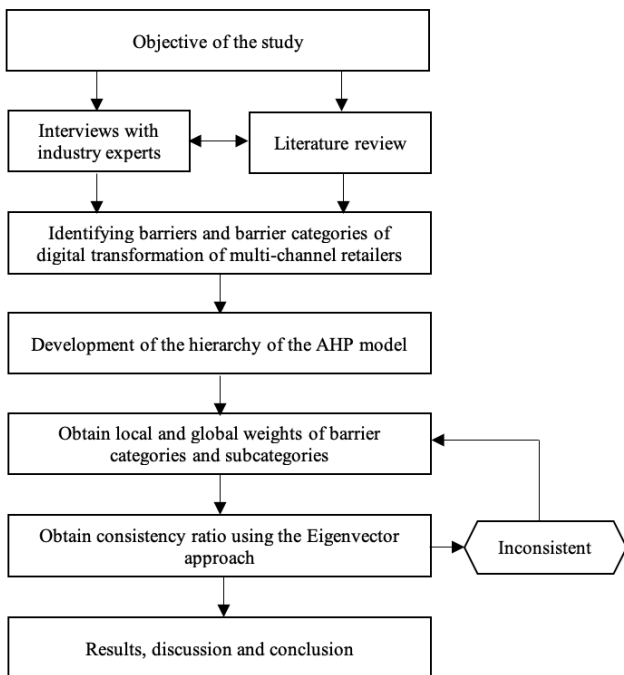 Objective of the study
Interviews with
industry experts
Literature review
Identifying barriers and barrier categories of
digital transformation of multi-channel retailers
Development of the hierarchy of the AHP model
Obtain local and global weights of barrier
categories and subcategories
Obtain consistency ratio using the Eigenvector
approach
Inconsistent
Results, discussion and conclusion